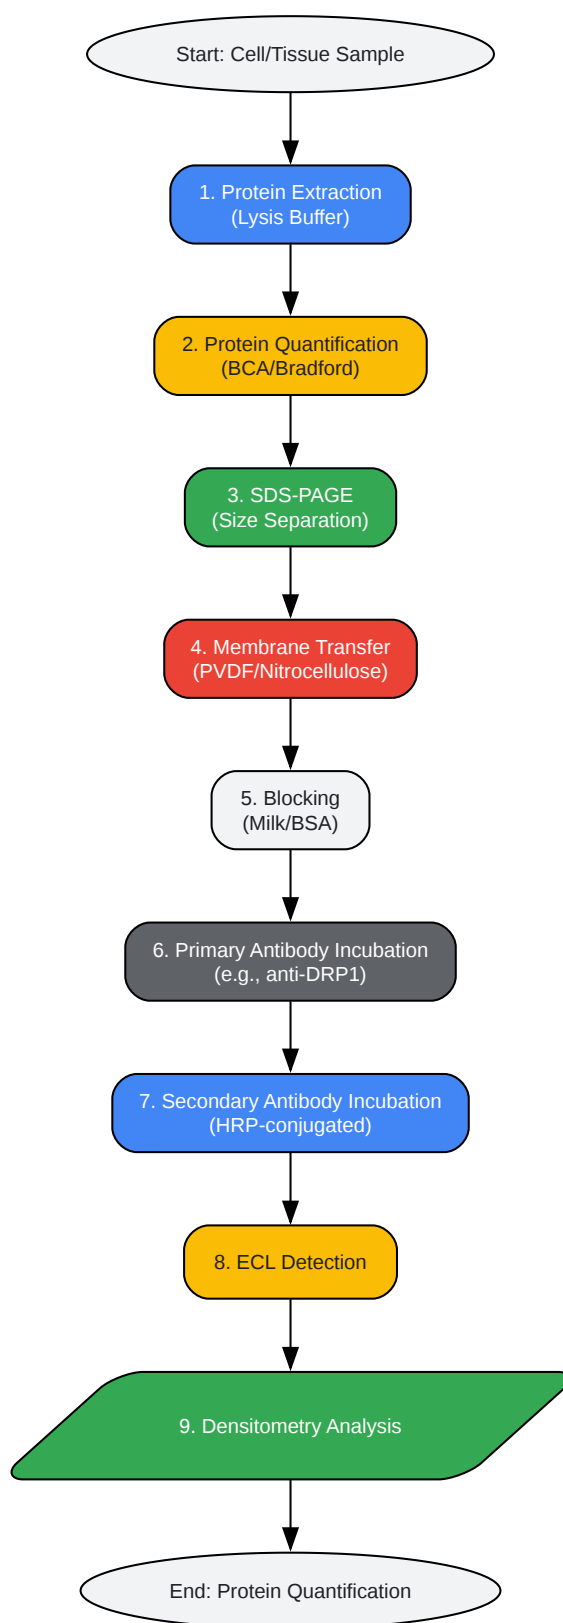 Start: Cell/Tissue Sample
1. Protein Extraction
(Lysis Buffer)
2. Protein Quantification
(BCA/Bradford)
3. SDS-PAGE
(Size Separation)
4. Membrane Transfer
(PVDF/Nitrocellulose)
5. Blocking
(Milk/BSA)
6. Primary Antibody Incubation
(e.g., anti-DRP1)
7. Secondary Antibody Incubation
(HRP-conjugated)
8. ECL Detection
9. Densitometry Analysis
End: Protein Quantification